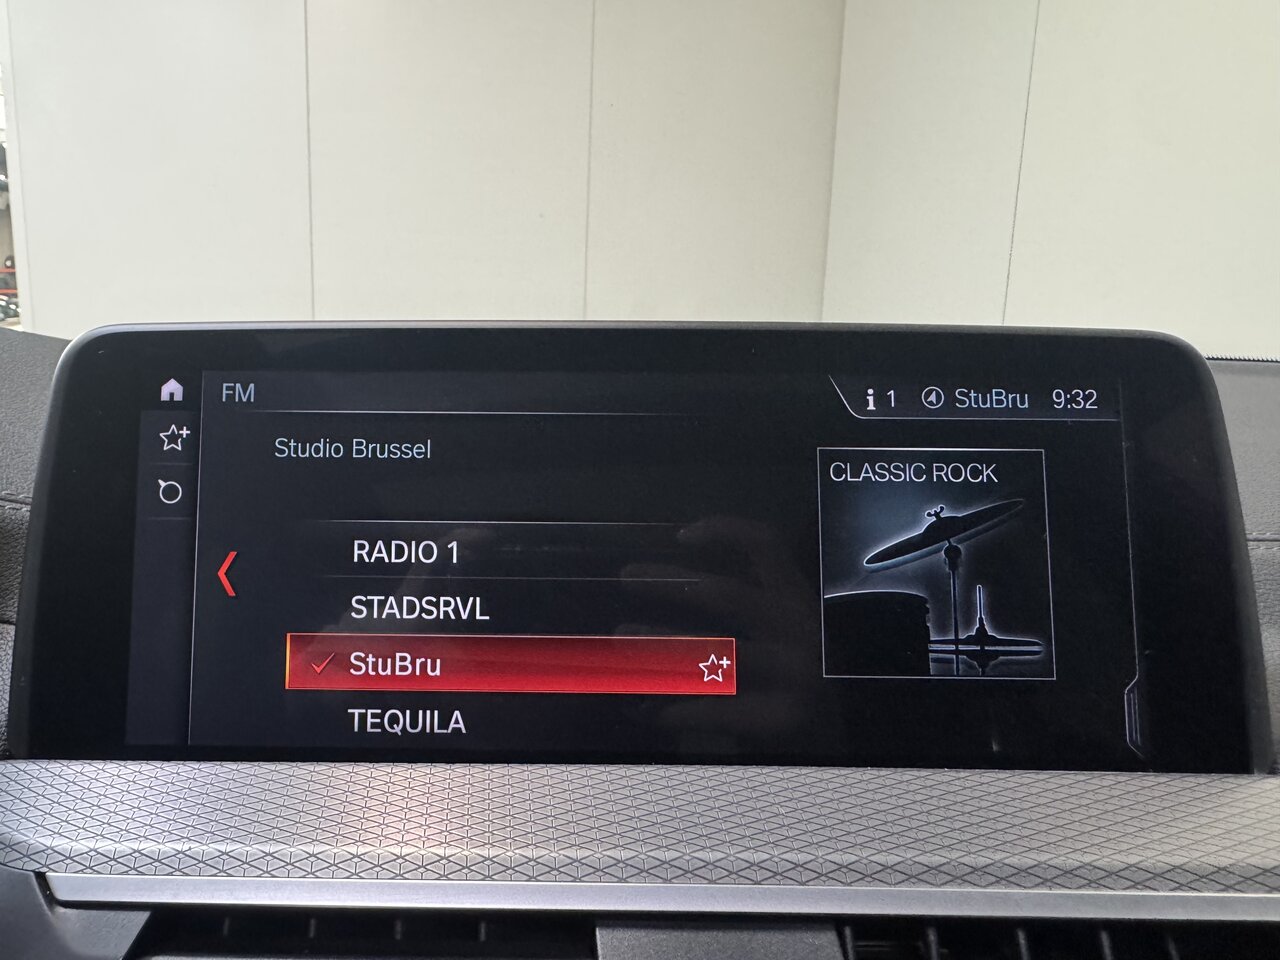 FM
1 StuBru 9:32
Studio Brussel
CLASSIC ROCK
RADIO 1
STADSRVL
StuBru
TEQUILA